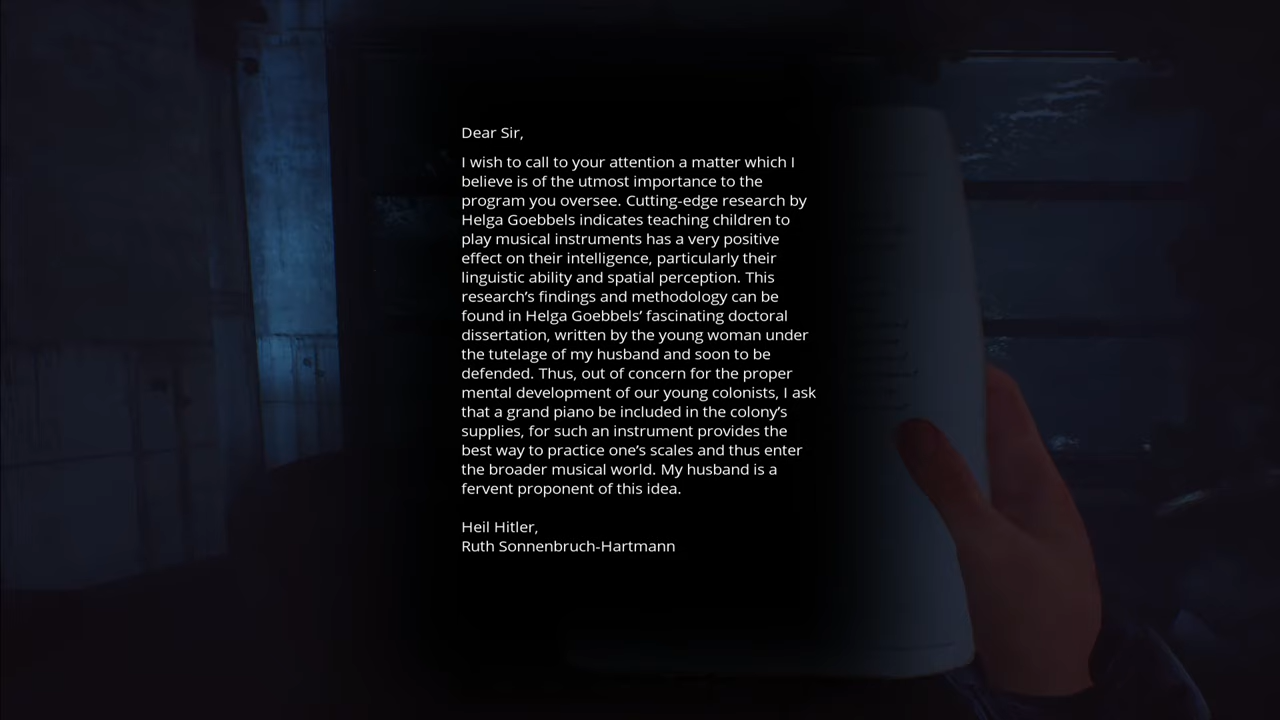 Dear Sir,
I wish to call to your attention a matter which I
believe is of the utmost importance to the
program you oversee. Cutting-edge research by
Helga Goebbels indicates teaching children to
play musical instruments has a very positive
effect on their intelligence, particularly their
linguistic ability and spatial perception. This
research’s findings and methodology can be
found in Helga Goebbels’ fascinating doctoral
dissertation, written by the young woman under
the tutelage of my husband and soon to be
defended. Thus, out of concern for the proper
mental development of our young colonists, I ask
that a grand piano be included in the colony’s
supplies, for such an instrument provides the
best way to practice one’s scales and thus enter
the broader musical world. My husband is a
fervent proponent of this idea.
Heil Hitler,
Ruth Sonnenbruch-Hartmann